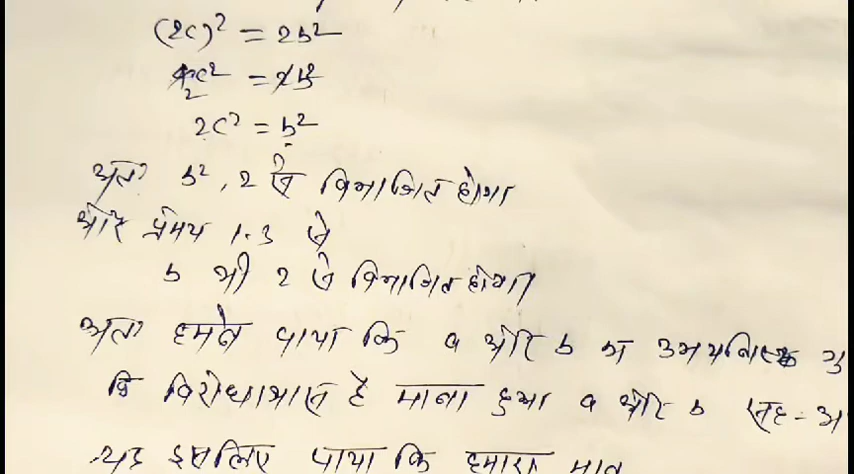 (2c)² = 2b²
4c² = 2b²
2c² = b²
अतः b², 2 से विभाजित होगा
और प्रमेय 1.3 से
b भी 2 से विभाजित होगा
अतः हमने पाया कि a और b का उभयनिष्ठ
कि विरोधाभास है माना हुआ a और b सह-अ
यह इसलिए पाया कि हमारा मान